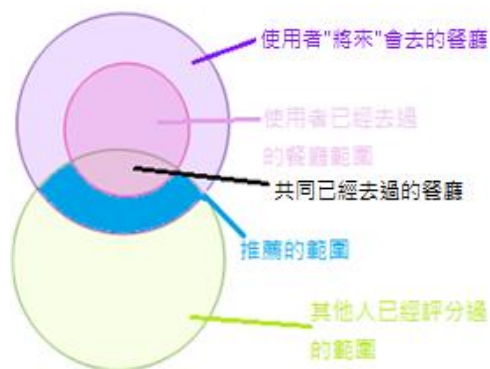 使用者"將來"會去的餐廳
使用者已經去過
的餐廳範圍
共同已經去過的餐廳
推薦的範圍
其他人已經評分過
的範圍